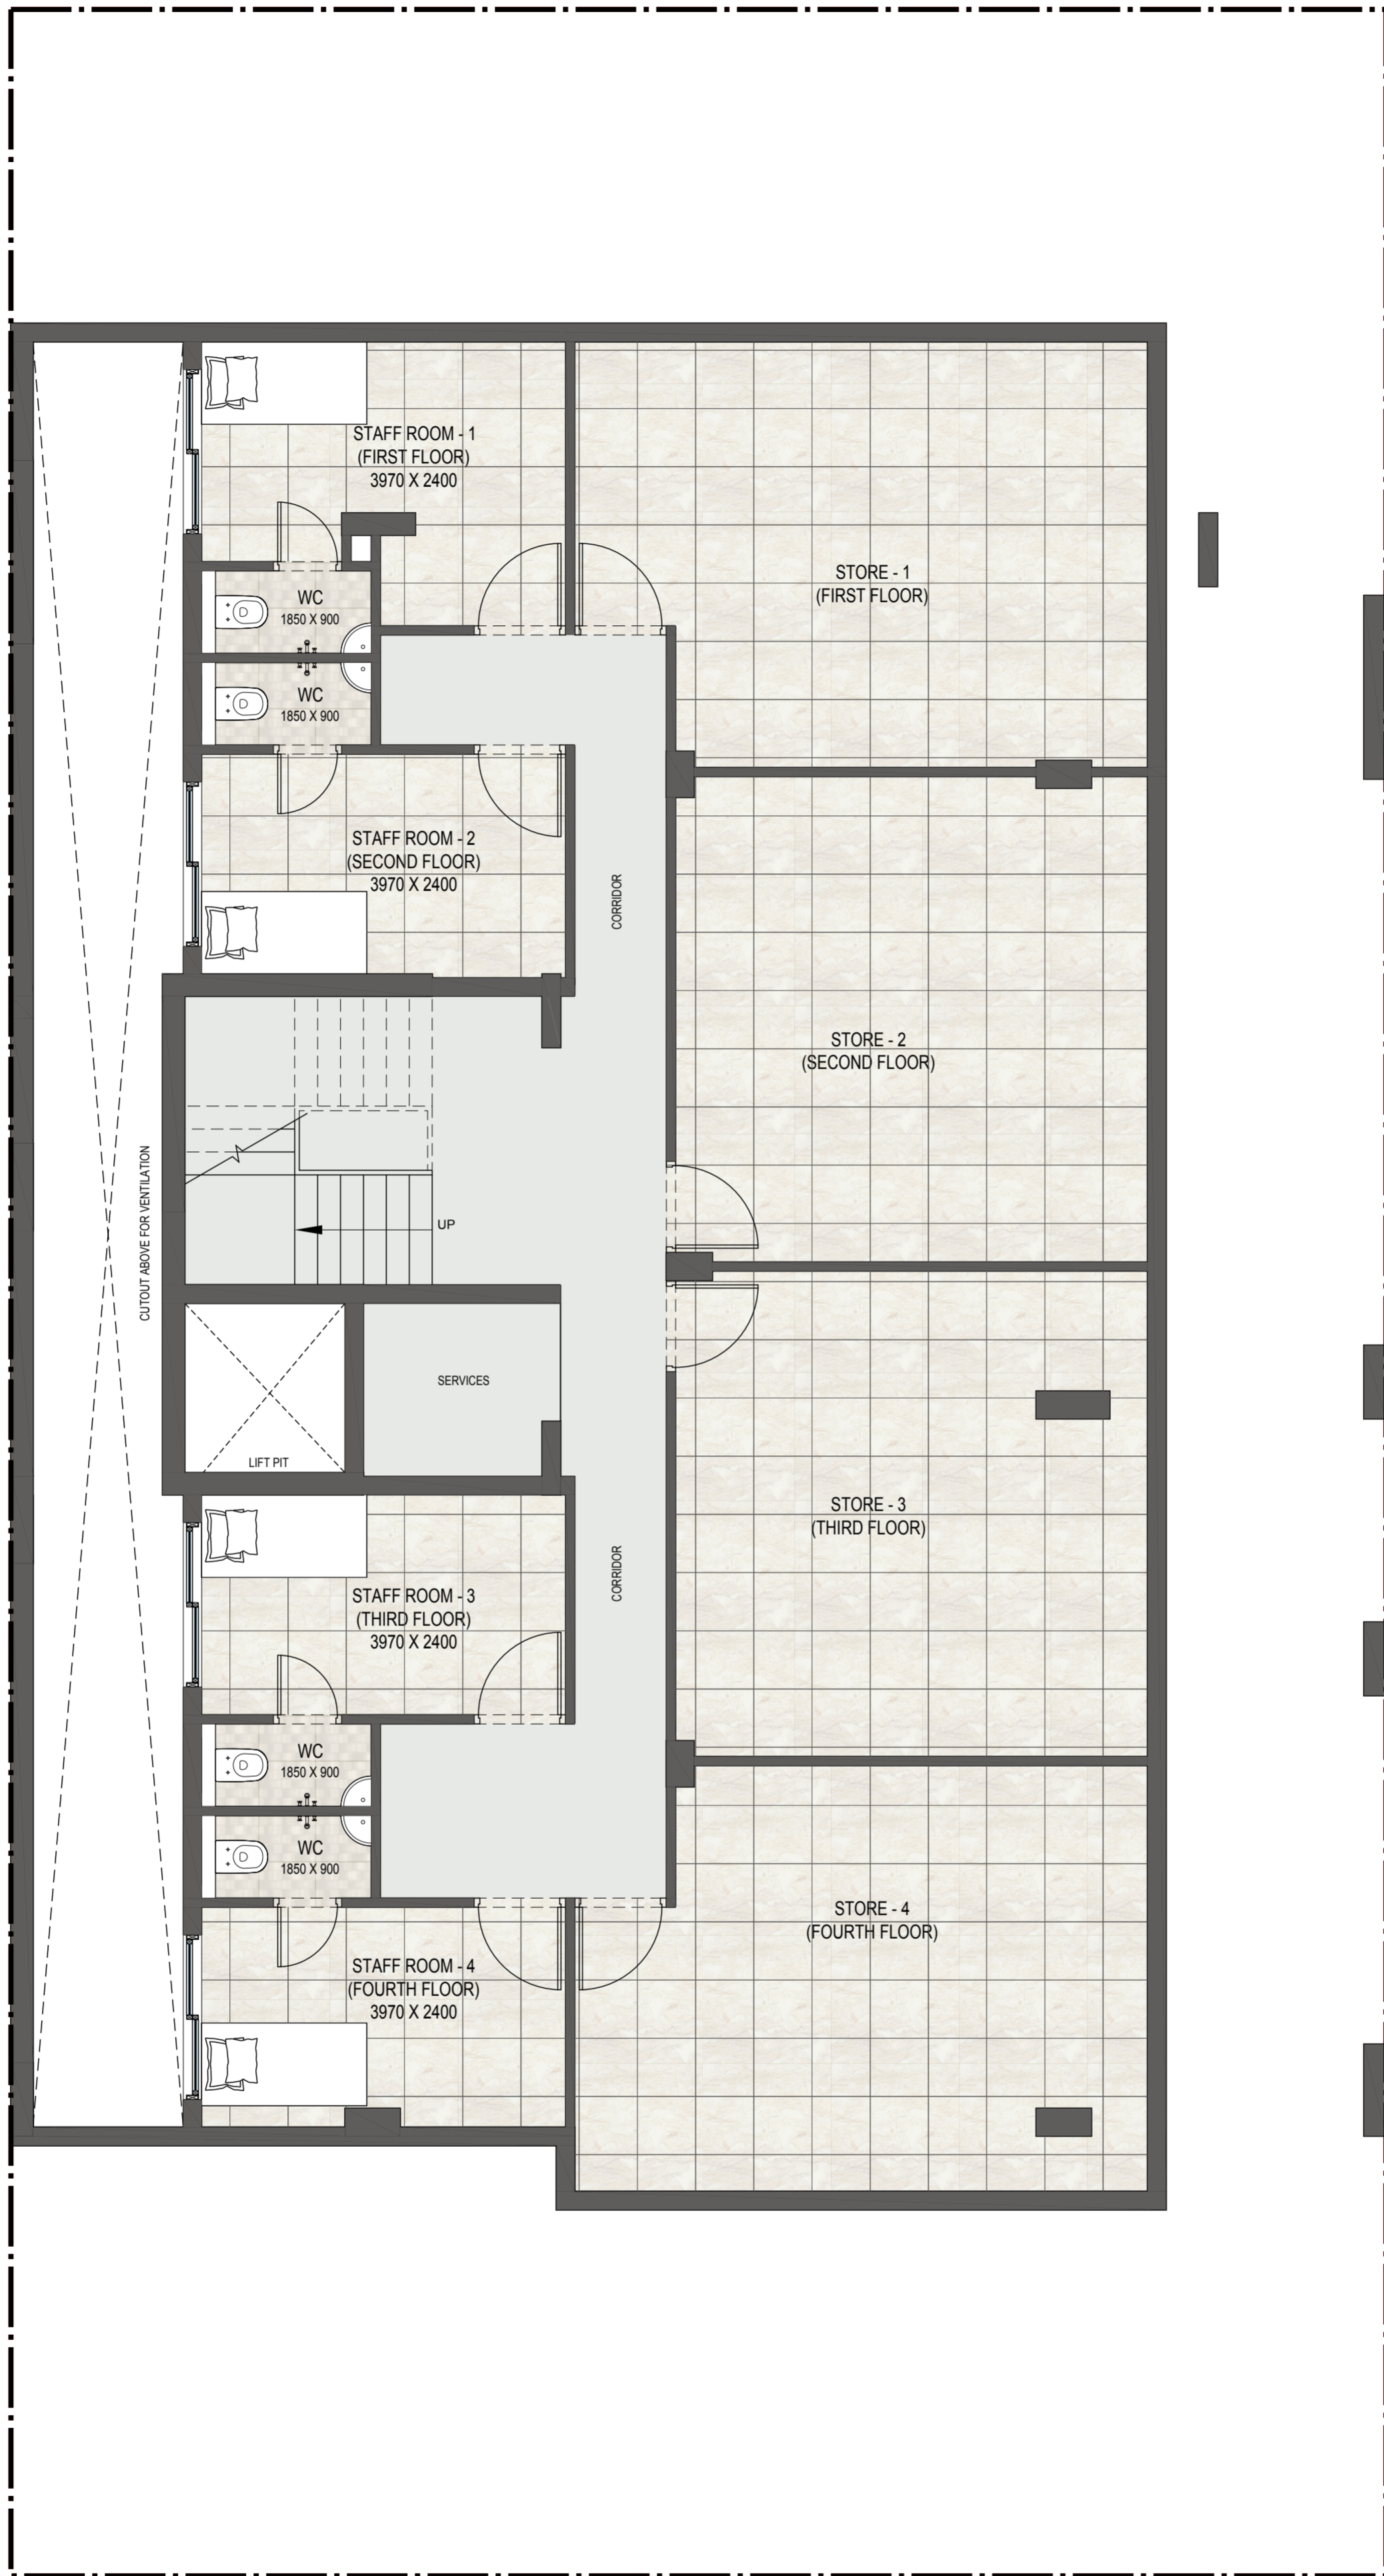 STAFF ROOM - 1
(FIRST FLOOR)
3970 X 2400
STORE - 1
(FIRST FLOOR)
WC
1850 X 900
WC
1850 X 900
STAFF ROOM - 2
(SECOND FLOOR)
3970 X 2400
CORRIDOR
STORE - 2
(SECOND FLOOR)
CUTOUT ABOVE FOR VENTILATION
UP
SERVICES
LIFT PIT
STORE - 3
(THIRD FLOOR)
CORRIDOR
STAFF ROOM - 3
(THIRD FLOOR)
3970 X 2400
WC
1850 X 900
WC
1850 X 900
STORE - 4
(FOURTH FLOOR)
STAFF ROOM - 4
(FOURTH FLOOR)
3970 X 2400